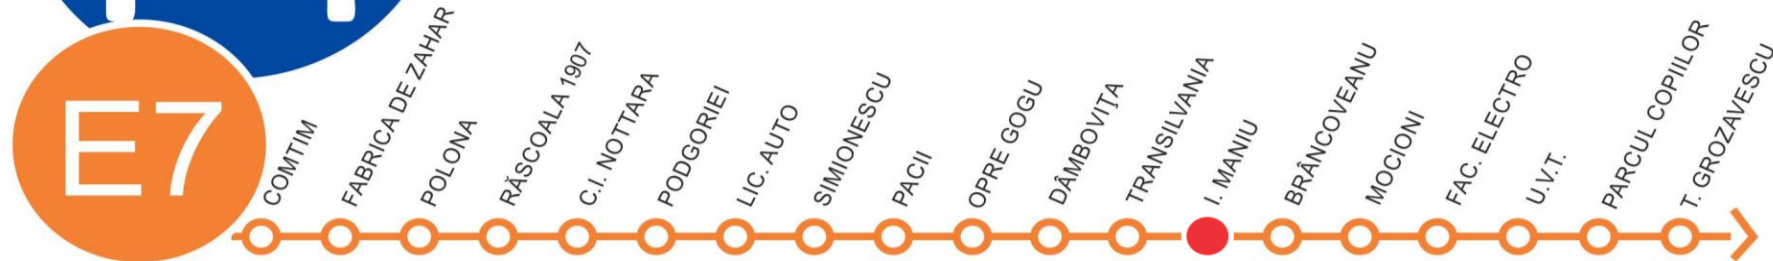 E7
COMTIM
FABRICA DE ZAHAR
POLONA
RĂSCOALA 1907
C.I. NOTTARA
PODGORIEI
LIC. AUTO
SIMIONESCU
PACII
OPRE GOGU
DÂMBOVIŢA
TRANSILVANIA
I. MANIU
BRÂNCOVEANU
MOCIONI
FAC. ELECTRO
U.V.T.
PARCUL COPIILOR
T. GROZAVESCU